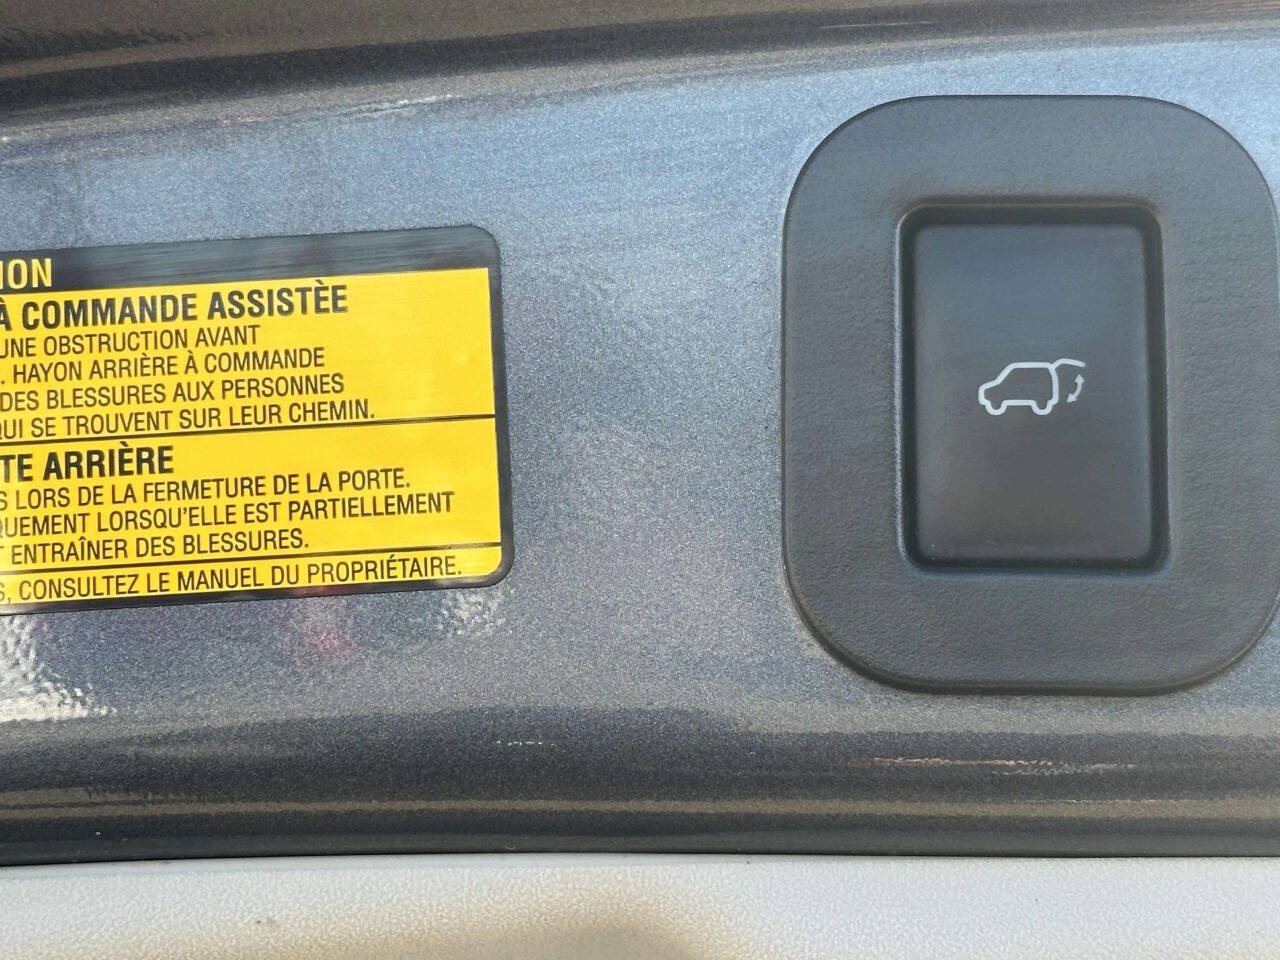 ION
À COMMANDE ASSISTÈE
UNE OBSTRUCTION AVANT
. HAYON ARRIÈRE À COMMANDE
DES BLESSURES AUX PERSONNES
QUI SE TROUVENT SUR LEUR CHEMIN.
TE ARRIÈRE
S LORS DE LA FERMETURE DE LA PORTE.
QUEMENT LORSQU'ELLE EST PARTIELLEMENT
T ENTRAÎNER DES BLESSURES.
S, CONSULTEZ LE MANUEL DU PROPRIÉTAIRE.